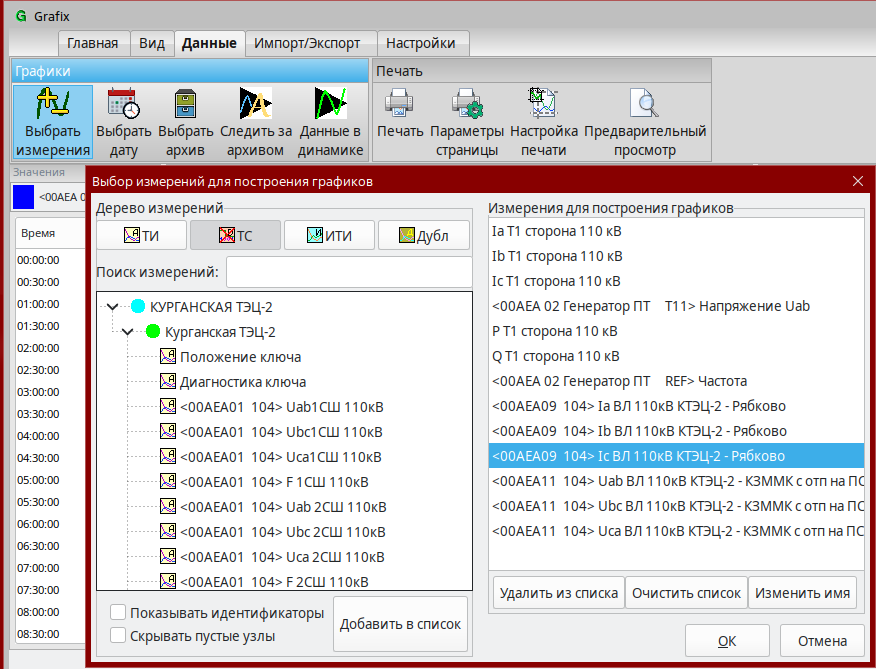 Grafix
Главная Вид Данные Импорт/Экспорт Настройки
Графики Печать
Выбрать измерения
Выбрать дату
Выбрать архив
Следить за архивом
Данные в динамике
Печать
Параметры страницы
Настройка печати
Предварительный просмотр
Значения
<00AEA 0
Время
00:00:00
00:30:00
01:00:00
01:30:00
02:00:00
02:30:00
03:00:00
03:30:00
04:00:00
04:30:00
05:00:00
05:30:00
06:00:00
06:30:00
07:00:00
07:30:00
08:00:00
08:30:00
Выбор измерений для построения графиков
Дерево измерений
ТИ ТС ИТИ Дубл
Поиск измерений:
КУРГАНСКАЯ ТЭЦ-2
Курганская ТЭЦ-2
Положение ключа
Диагностика ключа
<00AEA01 104> Uab1СШ 110кВ
<00AEA01 104> Ubc1СШ 110кВ
<00AEA01 104> Uca1СШ 110кВ
<00AEA01 104> F 1СШ 110кВ
<00AEA01 104> Uab 2СШ 110кВ
<00AEA01 104> Ubc 2СШ 110кВ
<00AEA01 104> Uca 2СШ 110кВ
<00AEA01 104> F 2СШ 110кВ
Показывать идентификаторы
Скрывать пустые узлы
Добавить в список
Измерения для построения графиков
Ia Т1 сторона 110 кВ
Ib Т1 сторона 110 кВ
Ic Т1 сторона 110 кВ
<00AEA 02 Генератор ПТ T11> Напряжение Uab
P Т1 сторона 110 кВ
Q Т1 сторона 110 кВ
<00AEA 02 Генератор ПТ REF> Частота
<00AEA09 104> Ia ВЛ 110кВ КТЭЦ-2 - Рябково
<00AEA09 104> Ib ВЛ 110кВ КТЭЦ-2 - Рябково
<00AEA09 104> Ic ВЛ 110кВ КТЭЦ-2 - Рябково
<00AEA11 104> Uab ВЛ 110кВ КТЭЦ-2 - КЗММК с отп на ПС
<00AEA11 104> Ubc ВЛ 110кВ КТЭЦ-2 - КЗММК с отп на ПС
<00AEA11 104> Uca ВЛ 110кВ КТЭЦ-2 - КЗММК с отп на ПС
Удалить из списка Очистить список Изменить имя
ОК Отмена